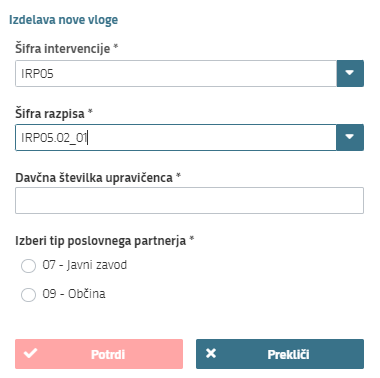 Izdelava nove vloge
Šifra intervencije *
IRP05
Šifra razpisa *
IRP05.02_01
Davčna številka upravičenca *
Izberi tip poslovnega partnerja *
07 - Javni zavod
09 - Občina
Potrdi
Prekliči